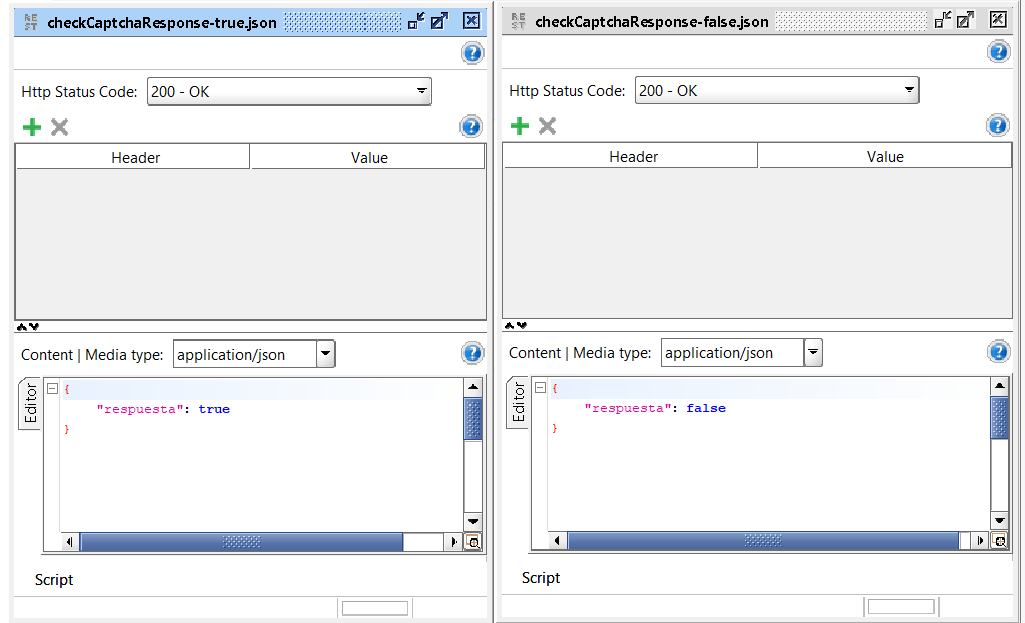 REST checkCaptchaResponse-true.json
Http Status Code: 200 - OK
Header Value
Content | Media type: application/json
Editor
{
"respuesta": true
}
Script
REST checkCaptchaResponse-false.json
Http Status Code: 200 - OK
Header Value
Content | Media type: application/json
Editor
{
"respuesta": false
}
Script